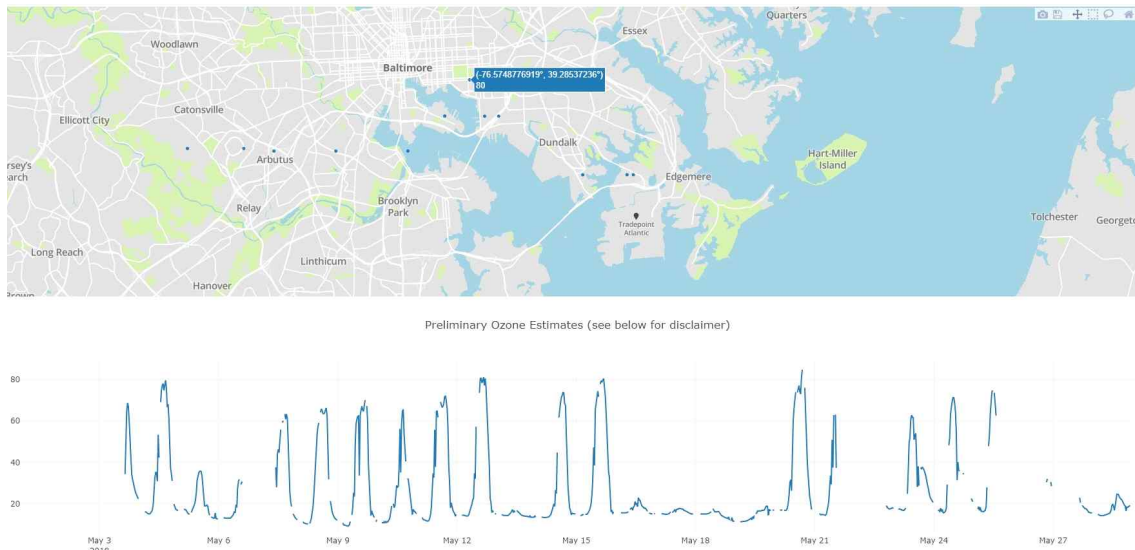 Quarters
Essex
Woodlawn
Baltimore
(-76.5748776919°, 39.28537236°)
80
Catonsville
Ellicott City
Dundalk
Hart-Miller
Island
Arbutus
Edgemere
Brooklyn
Park
Relay
Tradepoint
Atlantic
Tolchester
Linthicum
Long Reach
Hanover
Preliminary Ozone Estimates (see below for disclaimer)
80
60
40
20
May 3
May 6
May 9
May 12
May 15
May 18
May 21
May 24
May 27